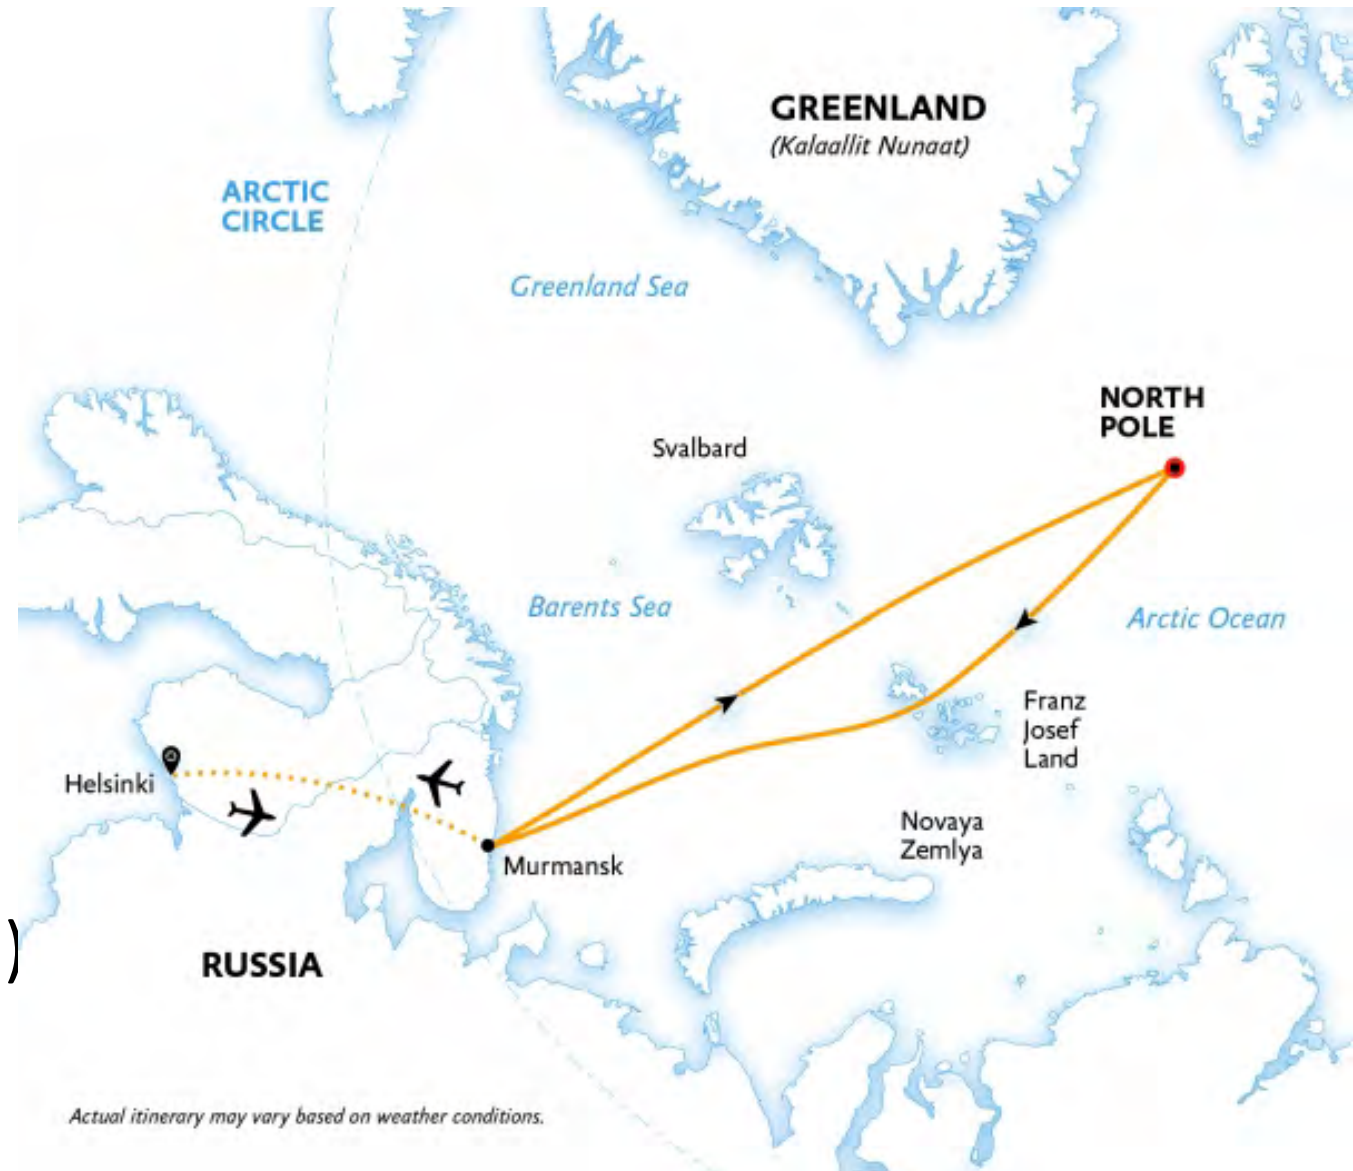 GREENLAND
(Kalaallit Nunaat)
ARCTIC
CIRCLE
Greenland Sea
NORTH
POLE
Svalbard
Barents Sea
Arctic Ocean
Franz
Josef
Land
Helsinki
Novaya
Zemlya
Murmansk
)
RUSSIA
Actual itinerary may vary based on weather conditions.